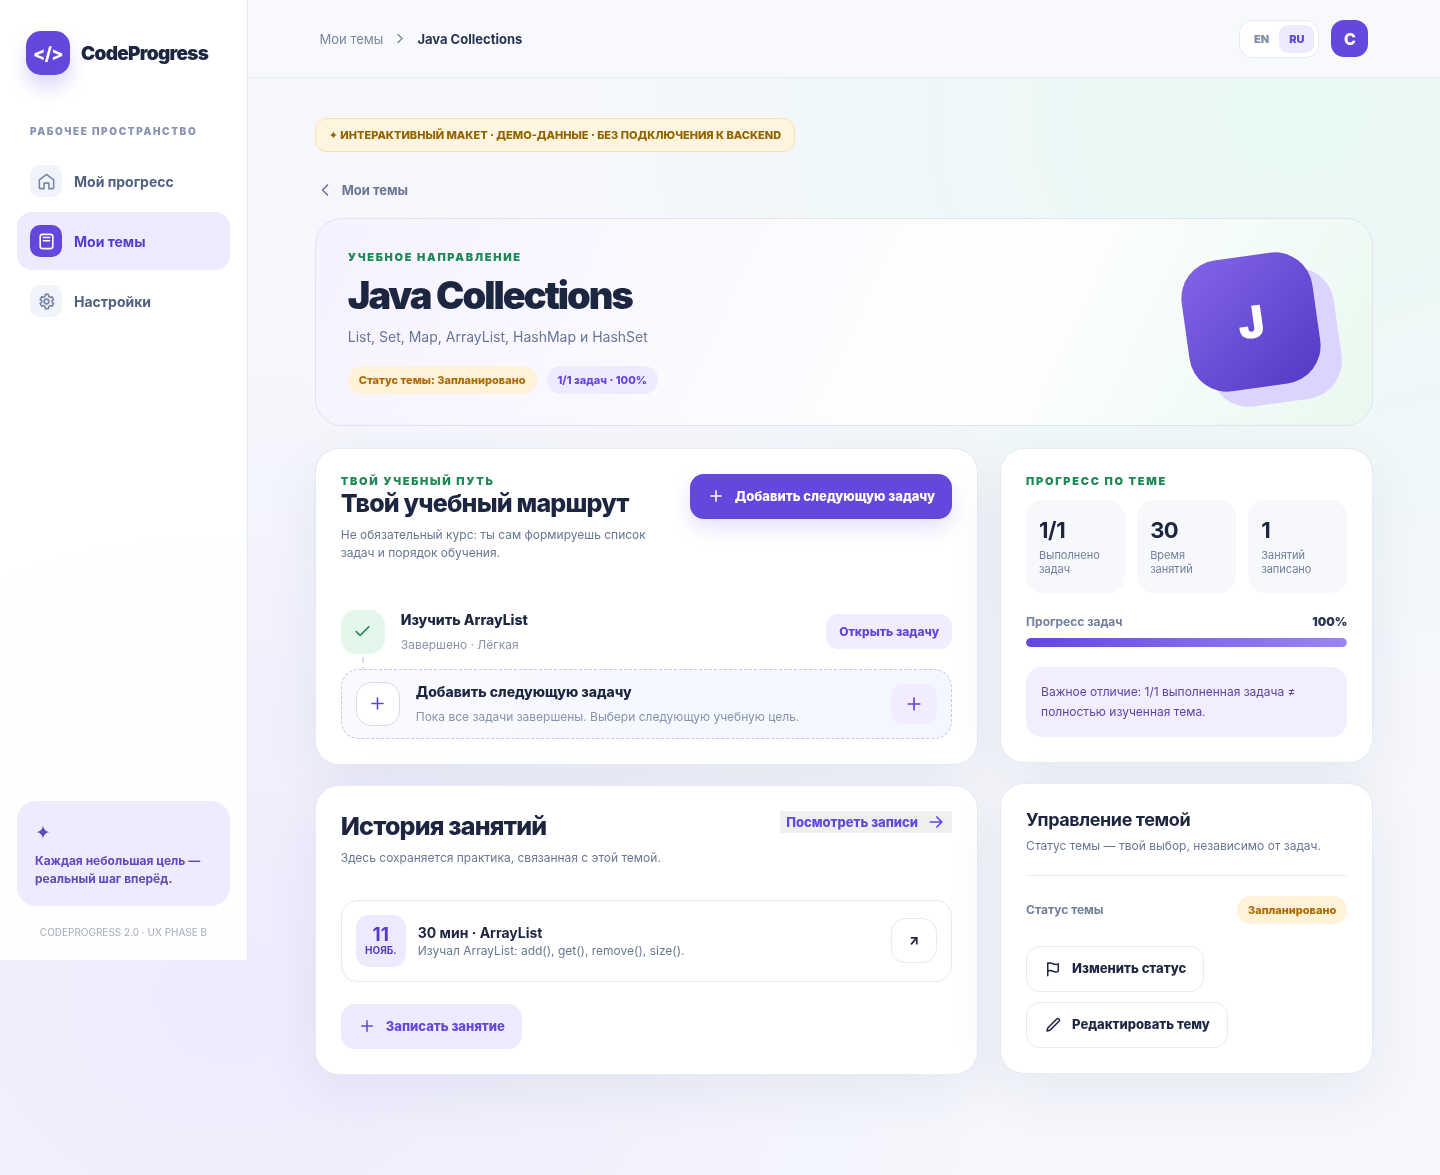 </> CodeProgress
РАБОЧЕЕ ПРОСТРАНСТВО
Мой прогресс
Мои темы
Настройки
✦
Каждая небольшая цель —
реальный шаг вперёд.
CODEPROGRESS 2.0 · UX PHASE B
Мои темы > Java Collections
EN RU C
✦ ИНТЕРАКТИВНЫЙ МАКЕТ · ДЕМО-ДАННЫЕ · БЕЗ ПОДКЛЮЧЕНИЯ К BACKEND
Мои темы
УЧЕБНОЕ НАПРАВЛЕНИЕ
Java Collections
List, Set, Map, ArrayList, HashMap и HashSet
Статус темы: Запланировано 1/1 задач · 100%
J
ТВОЙ УЧЕБНЫЙ ПУТЬ
Твой учебный маршрут
Не обязательный курс: ты сам формируешь список
задач и порядок обучения.
+ Добавить следующую задачу
Изучить ArrayList
Завершено · Лёгкая
Открыть задачу
Добавить следующую задачу
Пока все задачи завершены. Выбери следующую учебную цель.
История занятий
Посмотреть записи →
Здесь сохраняется практика, связанная с этой темой.
11
НОЯБ.
30 мин · ArrayList
Изучал ArrayList: add(), get(), remove(), size().
+ Записать занятие
ПРОГРЕСС ПО ТЕМЕ
1/1
Выполнено
задач
30
Время
занятий
1
Занятий
записано
Прогресс задач 100%
Важное отличие: 1/1 выполненная задача ≠
полностью изученная тема.
Управление темой
Статус темы — твой выбор, независимо от задач.
Статус темы Запланировано
Изменить статус
Редактировать тему